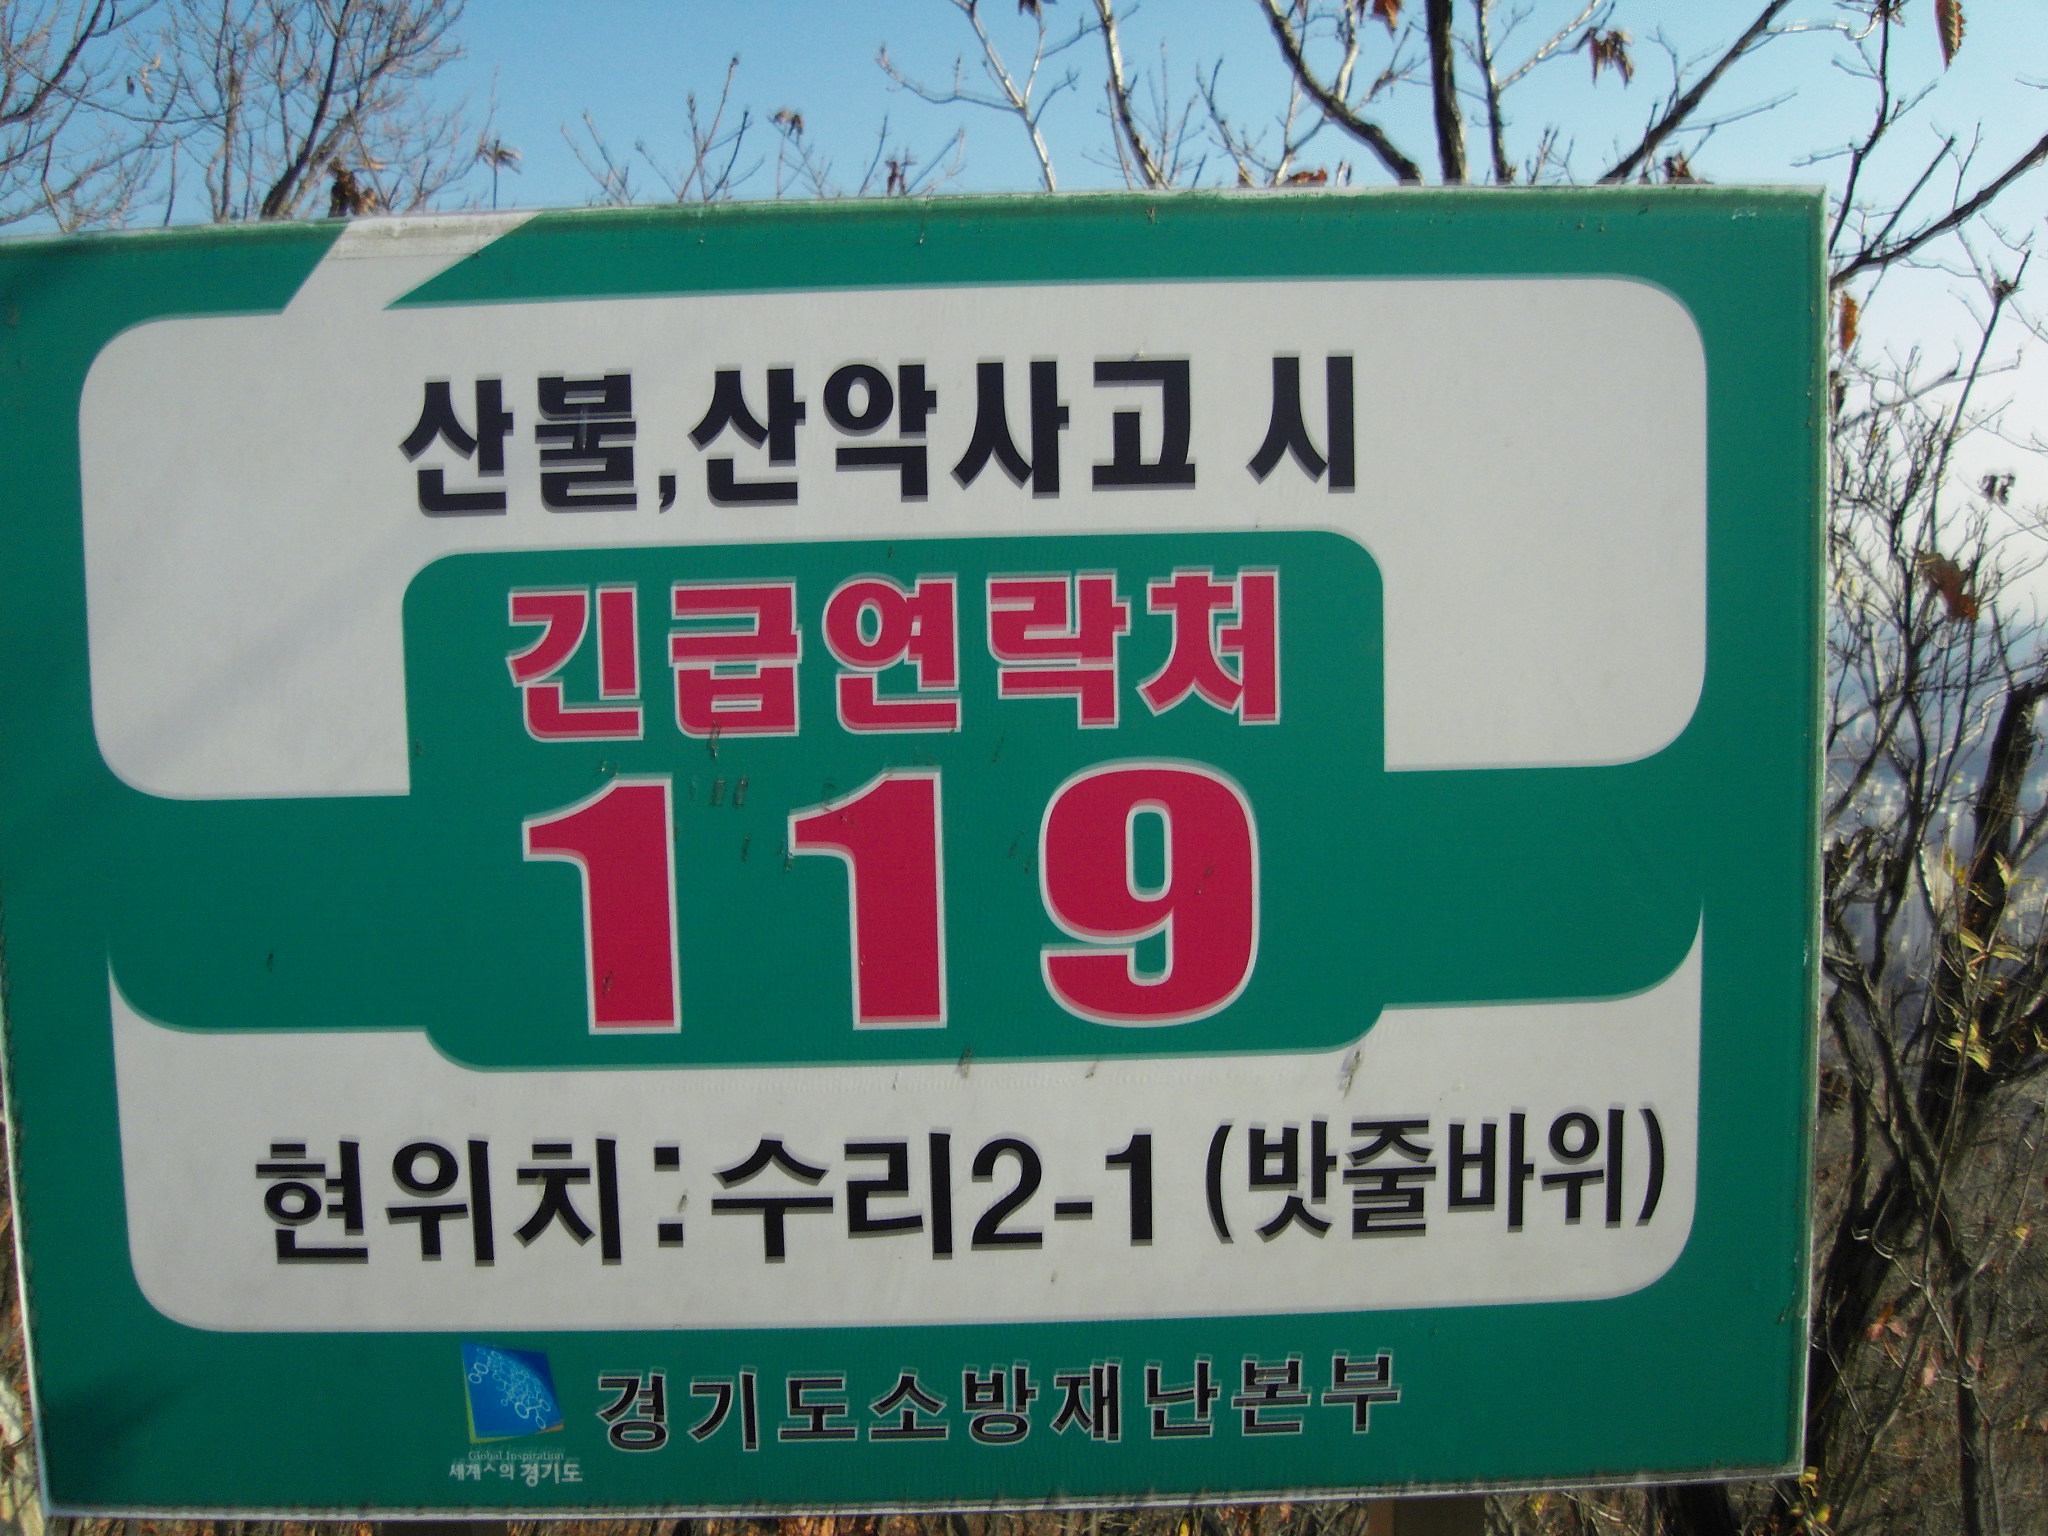 산불,산악사고 시
긴급연락처
119
현위치:수리2-1 (밧줄바위)
경기도소방재난본부
Global Inspiration
세계속의 경기도